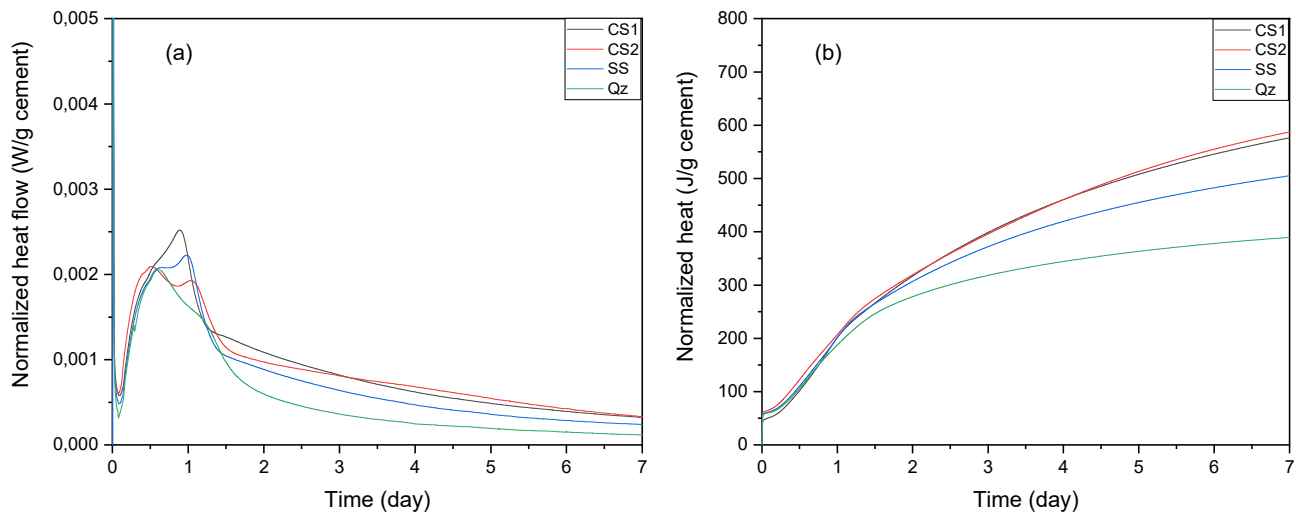 (a)
CS1
CS2
SS
Qz
0,005
0,004
0,003
0,002
0,001
0,000
Normalized heat flow (W/g cement)
0 1 2 3 4 5 6 7
Time (day)
(b)
CS1
CS2
SS
Qz
800
700
600
500
400
300
200
100
0
Normalized heat (J/g cement)
0 1 2 3 4 5 6 7
Time (day)